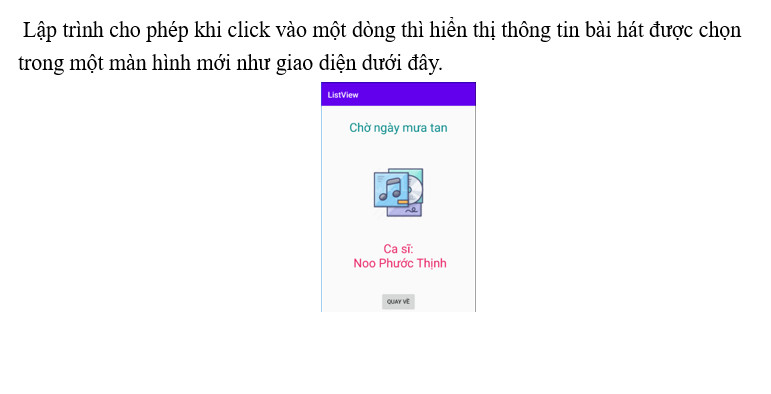 Lập trình cho phép khi click vào một dòng thì hiển thị thông tin bài hát được chọn
trong một màn hình mới như giao diện dưới đây.
ListView
Chờ ngày mưa tan
Ca sĩ:
Noo Phước Thịnh
QUAY VỀ